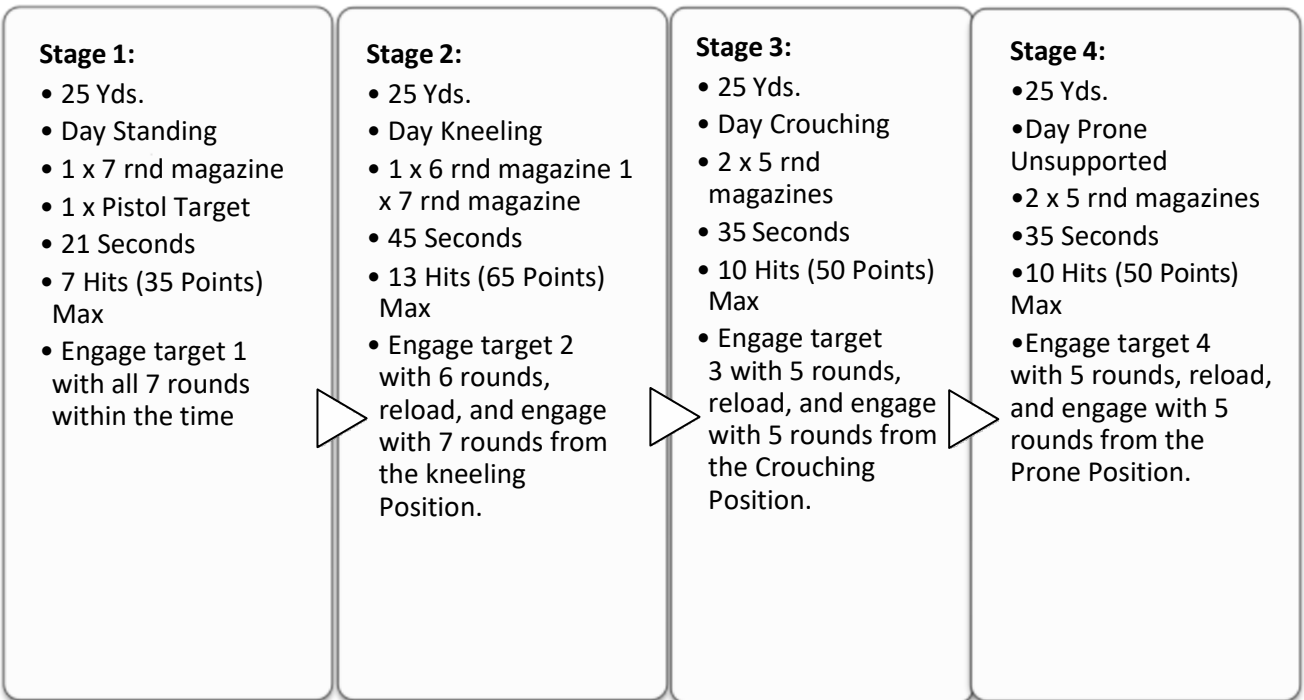 Stage 1:
• 25 Yds.
• Day Standing
• 1 x 7 rnd magazine
• 1 x Pistol Target
• 21 Seconds
• 7 Hits (35 Points)
Max
• Engage target 1
with all 7 rounds
within the time
Stage 2:
• 25 Yds.
• Day Kneeling
• 1 x 6 rnd magazine 1
x 7 rnd magazine
• 45 Seconds
• 13 Hits (65 Points)
Max
• Engage target 2
with 6 rounds,
reload, and engage
with 7 rounds from
the kneeling
Position.
Stage 3:
• 25 Yds.
• Day Crouching
• 2 x 5 rnd
magazines
• 35 Seconds
• 10 Hits (50 Points)
Max
• Engage target
3 with 5 rounds,
reload, and engage
with 5 rounds from
the Crouching
Position.
Stage 4:
•25 Yds.
•Day Prone
Unsupported
•2 x 5 rnd magazines
•35 Seconds
•10 Hits (50 Points)
Max
•Engage target 4
with 5 rounds, reload,
and engage with 5
rounds from the
Prone Position.